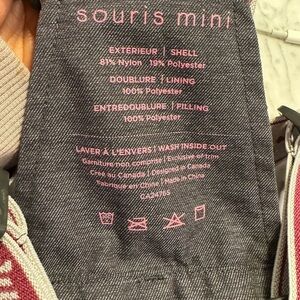 souris mini
EXTÉRIEUR | SHELL
81% Nylon 19% Polyester
DOUBLURE | LINING
100% Polyester
ENTREDOUBLURE | FILLING
100% Polyester
LAVER À L'ENVERS | WASH INSIDE OUT
Garniture non comprise | Exclusive of trim
Créé au Canada | Designed in Canada
Fabriqué en Chine | Made in China